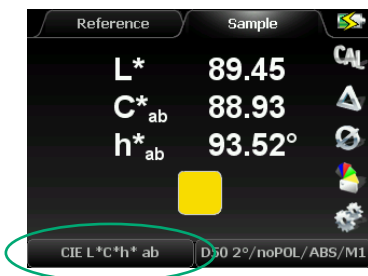 Reference Sample
L* 89.45
C*ab 88.93
h*ab 93.52°
CAL
CIE L*C*h* ab D50 2°/noPOL/ABS/M1